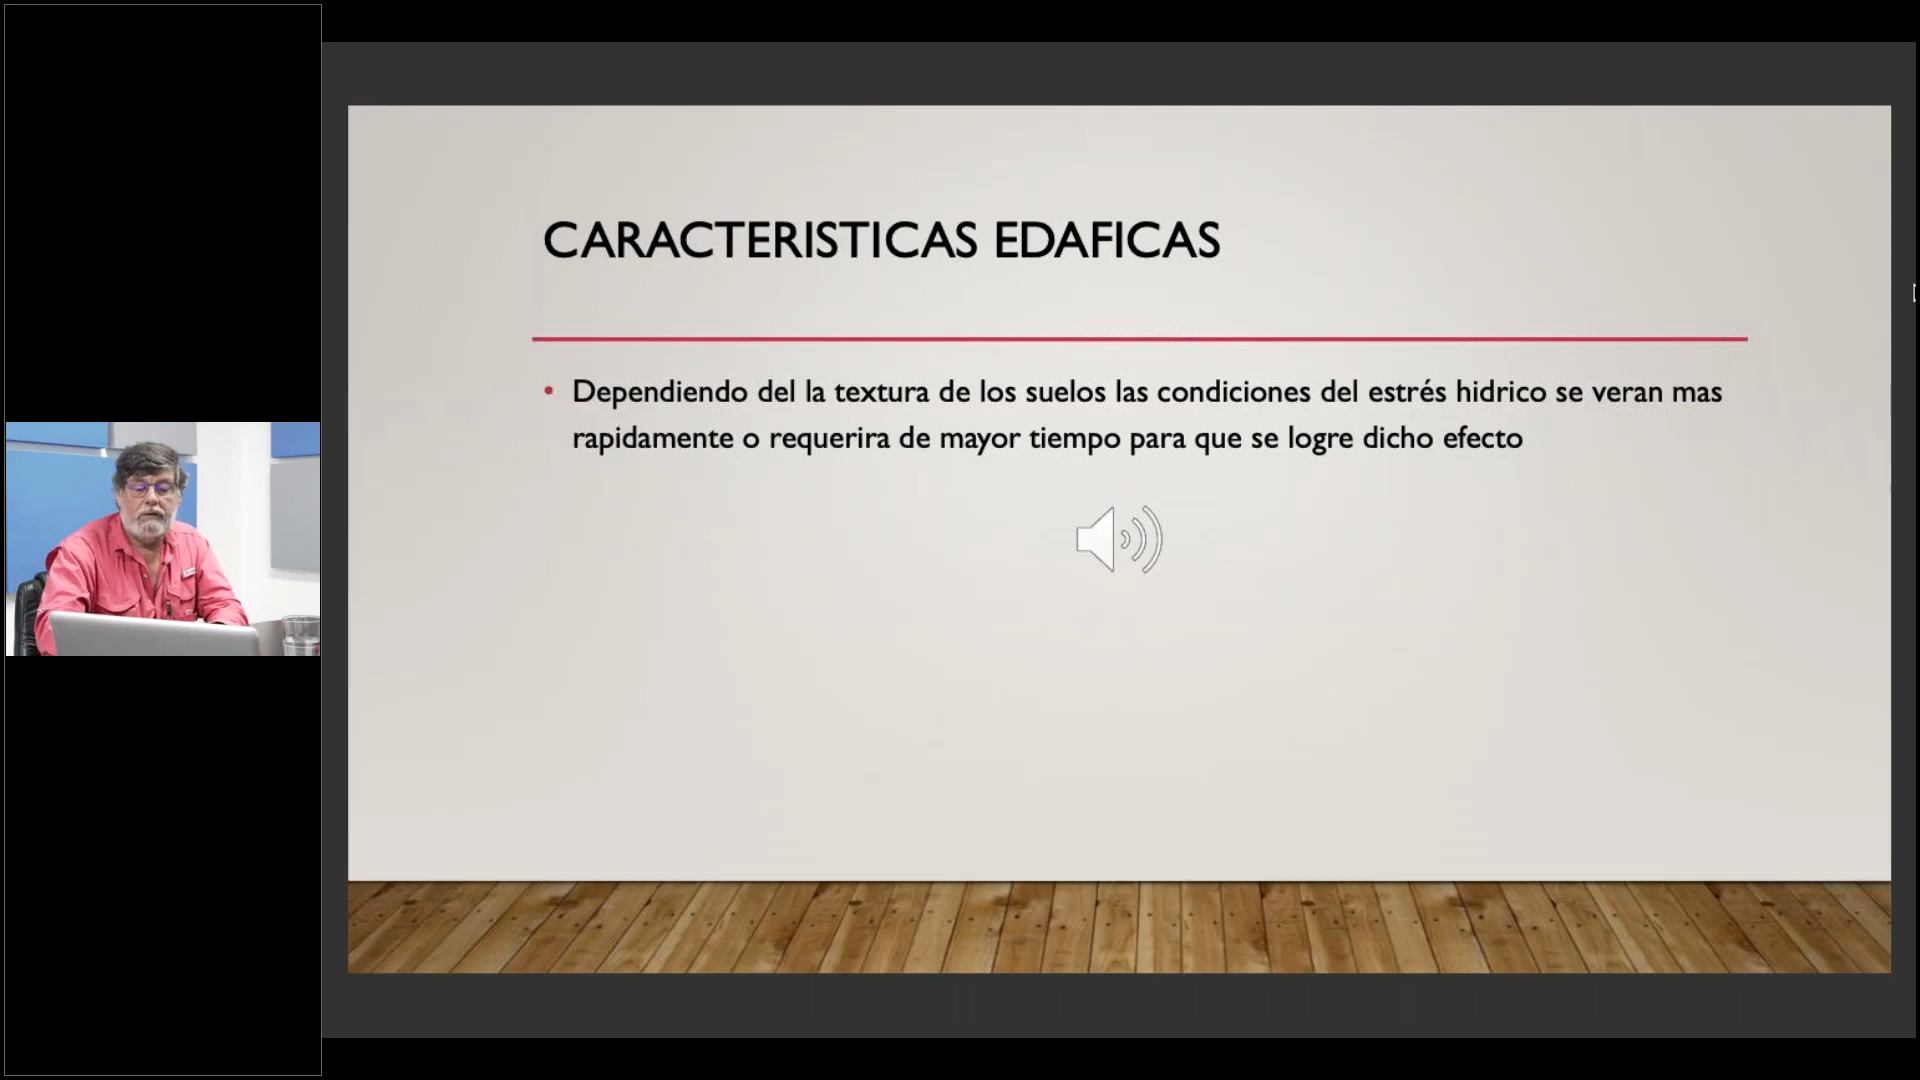 CARACTERISTICAS EDAFICAS
• Dependiendo del la textura de los suelos las condiciones del estrés hidrico se veran mas
rapidamente o requerira de mayor tiempo para que se logre dicho efecto